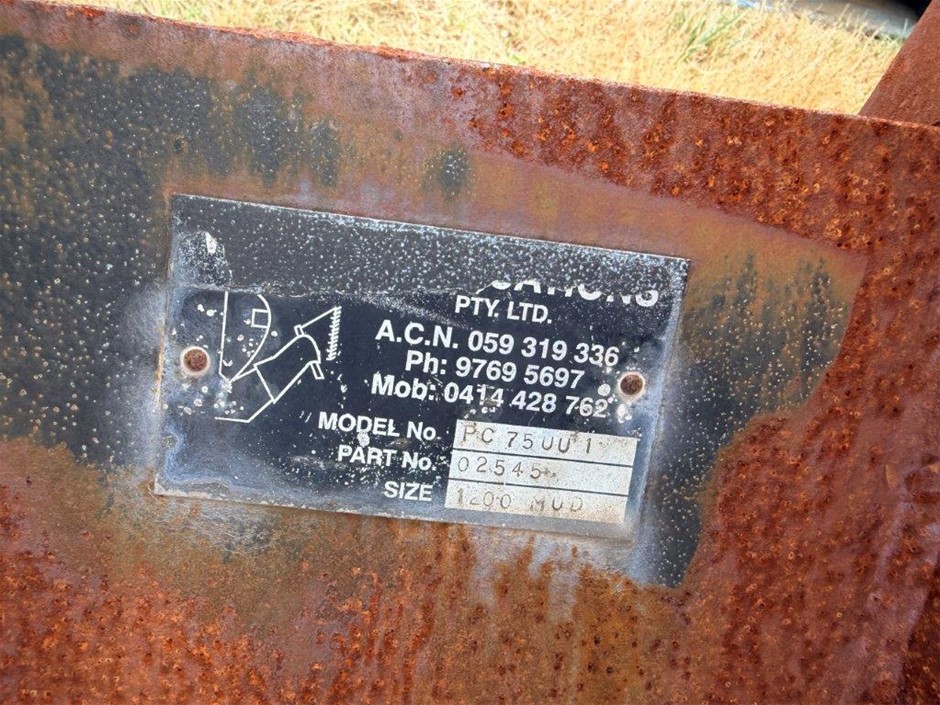 PTY. LTD.
A.C.N. 059 319 336
Ph: 9769 5697
Mob: 0414 428 762
MODEL No. PC 75UU 1
PART No. 02545
SIZE 1200 MUD